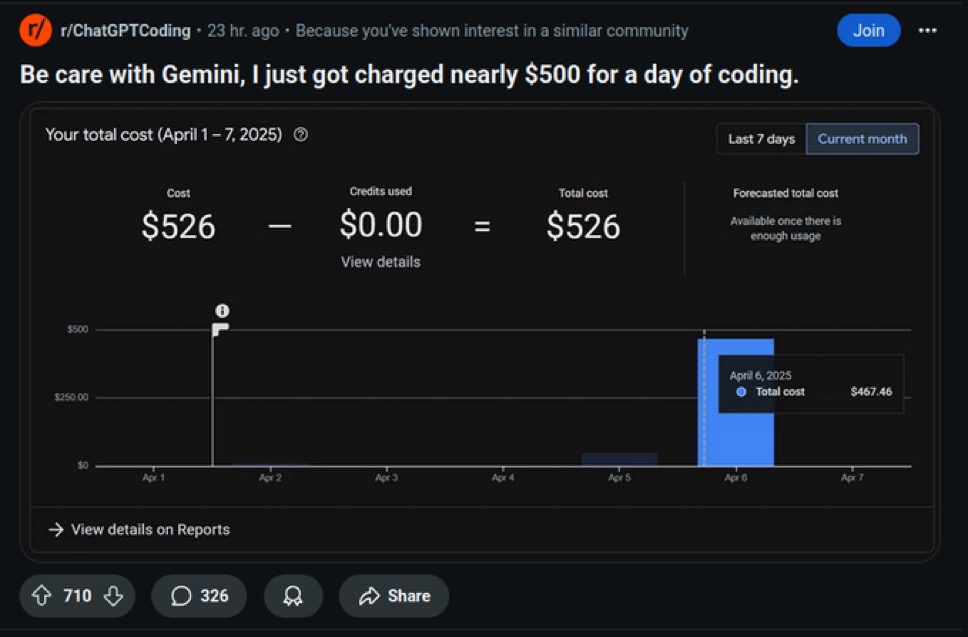 r/ r/ChatGPTCoding • 23 hr. ago • Because you've shown interest in a similar community Join
Be care with Gemini, I just got charged nearly $500 for a day of coding.
Your total cost (April 1 – 7, 2025)
Last 7 days Current month
Cost Credits used Total cost Forecasted total cost
$526 – $0.00 = $526
Available once there is
enough usage
View details
$500
$250.00
$0
April 6, 2025
Total cost $467.46
Apr 1 Apr 2 Apr 3 Apr 4 Apr 5 Apr 6 Apr 7
→ View details on Reports
710 326 Share